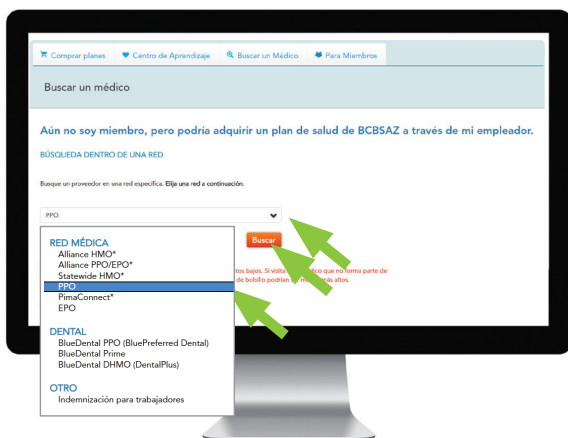 Comprar planes Centro de Aprendizaje Buscar un Médico Para Miembros
Buscar un médico
Aún no soy miembro, pero podría adquirir un plan de salud de BCBSAZ a través de mi empleador.
BÚSQUEDA DENTRO DE UNA RED
Busque un proveedor en una red específica. Elija una red a continuación.
PPO
Buscar
RED MÉDICA
Alliance HMO*
Alliance PPO/EPO*
Statewide HMO*
PPO
PimaConnect*
EPO
DENTAL
BlueDental PPO (BluePreferred Dental)
BlueDental Prime
BlueDental DHMO (DentalPlus)
OTRO
Indemnización para trabajadores
tos bajos. Si visita que no forma parte de
de bolsillo podrían más altos.